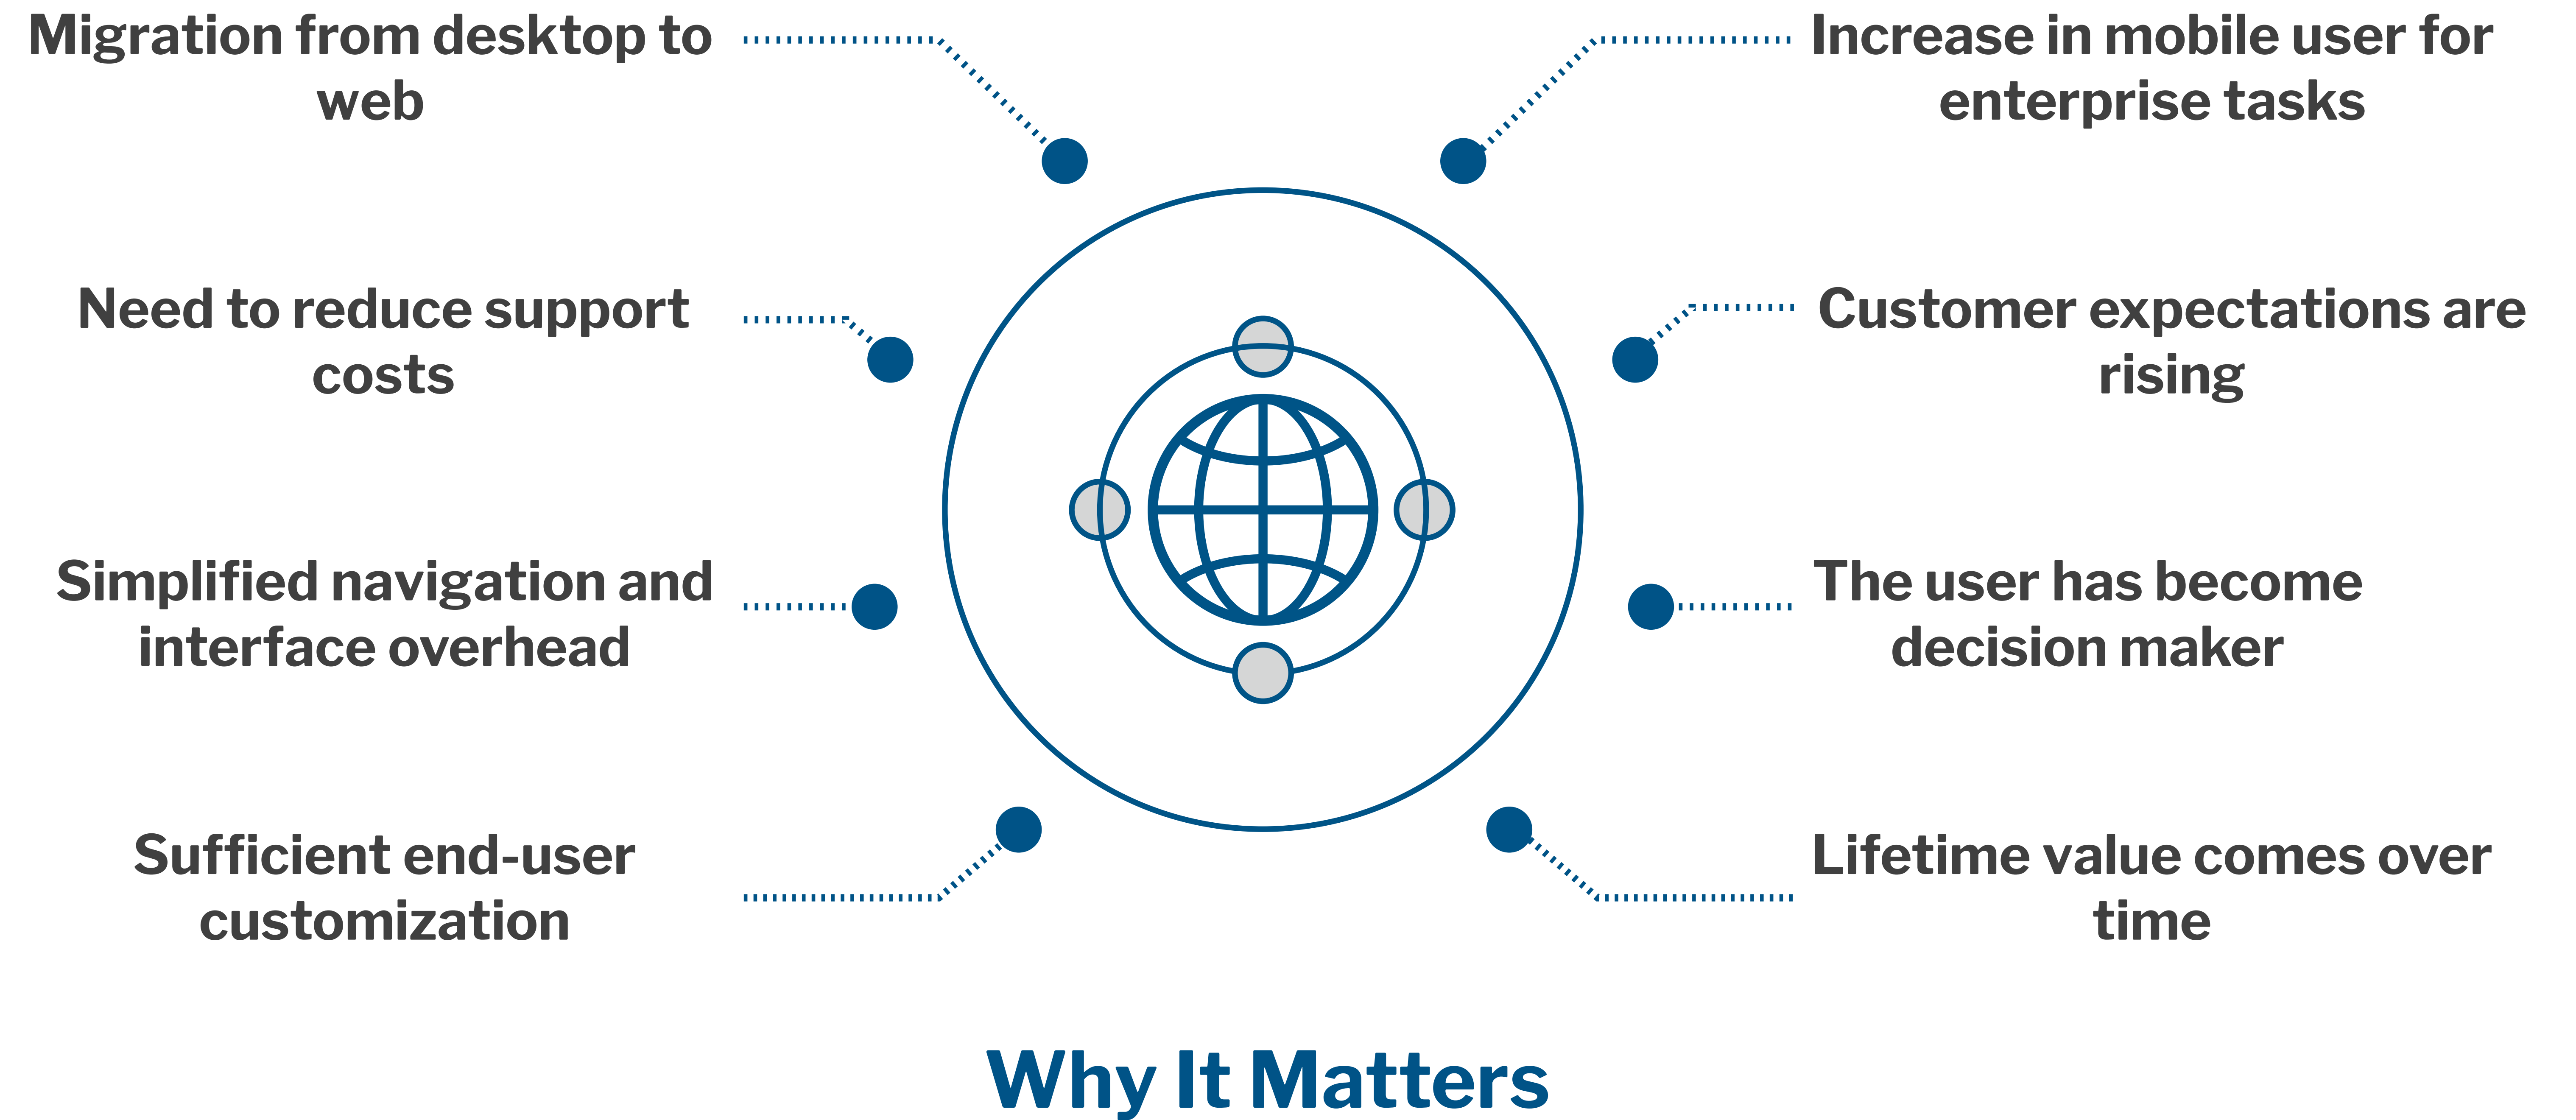 Migration from desktop to
web
Need to reduce support
costs
Simplified navigation and
interface overhead
Sufficient end-user
customization
Increase in mobile user for
enterprise tasks
Customer expectations are
rising
The user has become
decision maker
Lifetime value comes over
time
Why It Matters